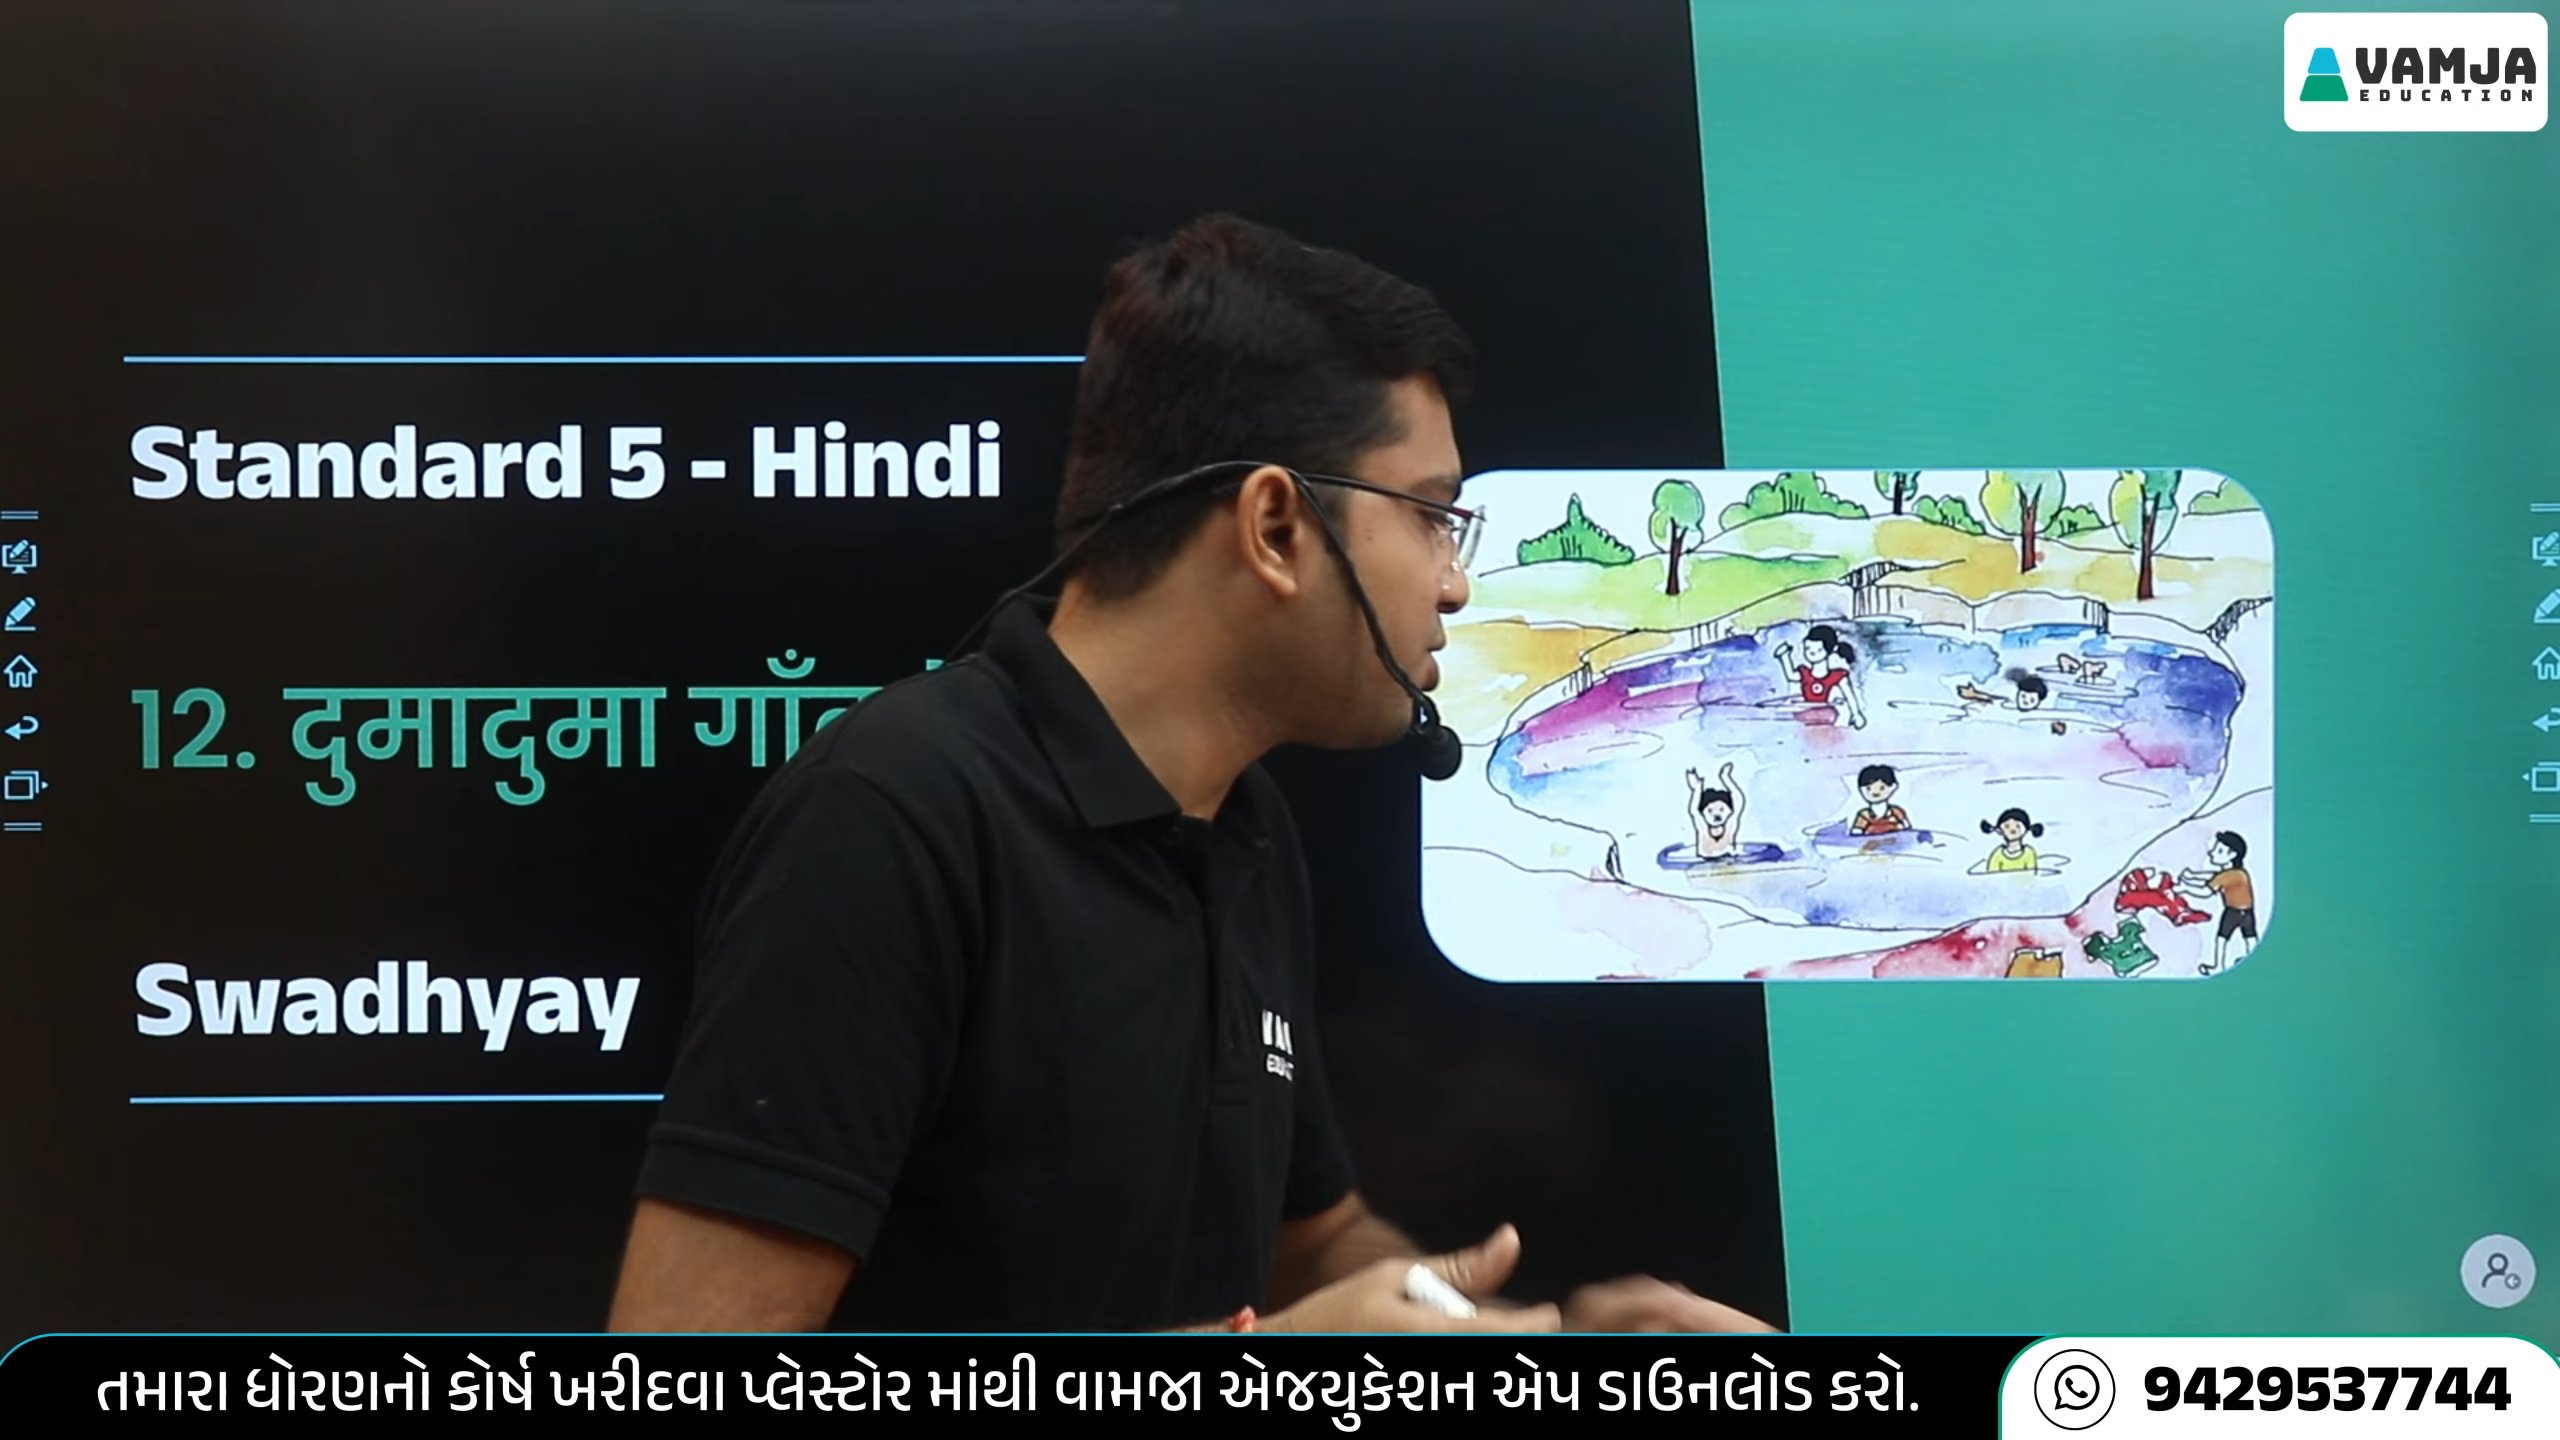 VAMJA
EDUCATION
Standard 5 - Hindi
12. दुमादुमा
Swadhyay
તમારા ધોરણનો કોર્ષ ખરીદવા પ્લેસ્ટોર માંથી વામજા એજયુકેશન એપ ડાઉનલોડ કરો.
9429537744